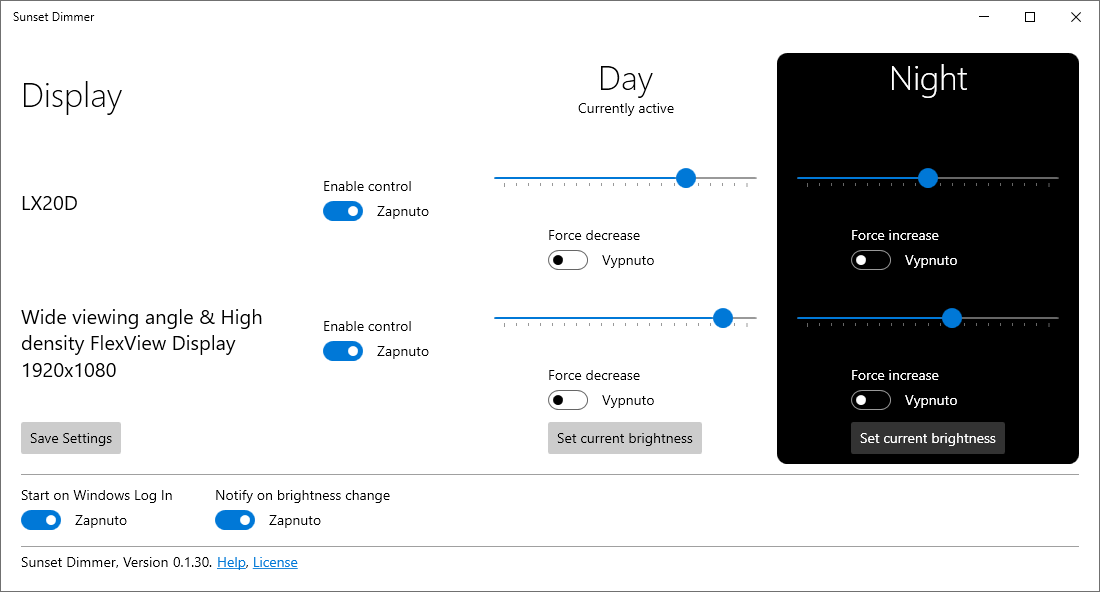 Sunset Dimmer
Display
Day
Currently active
Night
LX20D
Enable control
Zapnuto
Force decrease
Vypnuto
Force increase
Vypnuto
Wide viewing angle & High
density FlexView Display
1920x1080
Enable control
Zapnuto
Force decrease
Vypnuto
Force increase
Vypnuto
Save Settings
Set current brightness
Set current brightness
Start on Windows Log In
Zapnuto
Notify on brightness change
Zapnuto
Sunset Dimmer, Version 0.1.30. Help, License